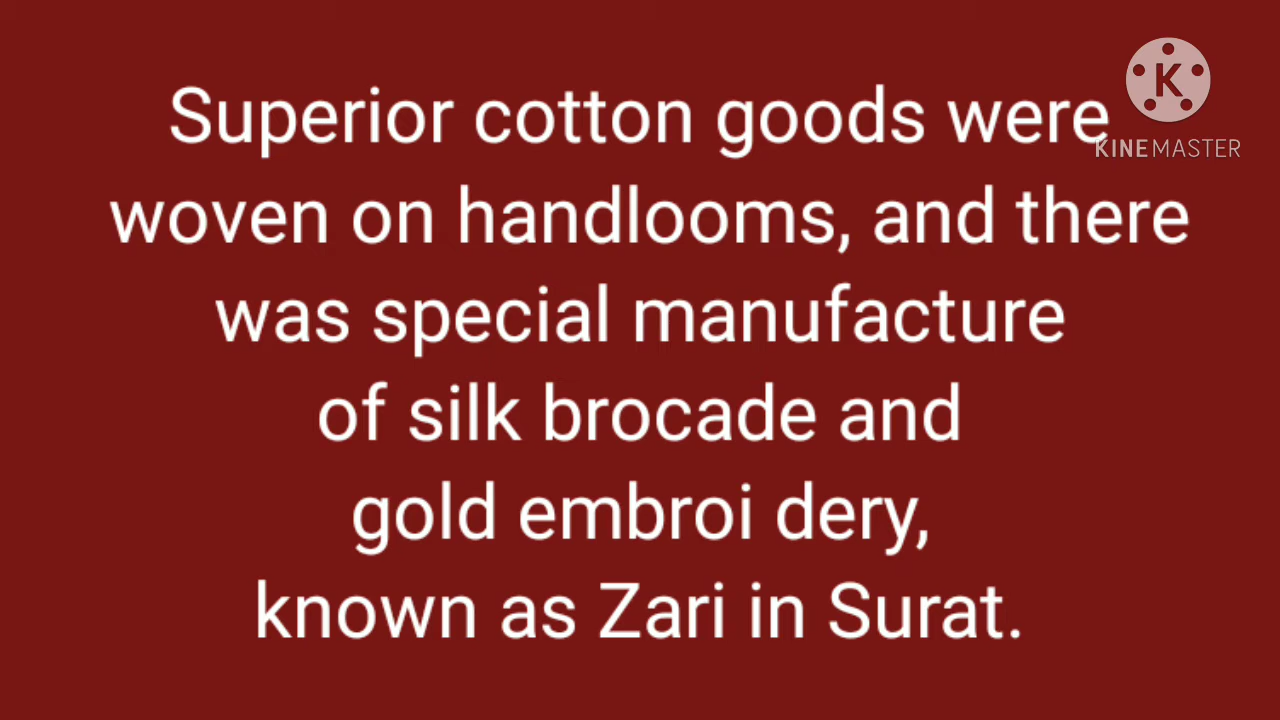 Superior cotton goods were
woven on handlooms, and there
was special manufacture
of silk brocade and
gold embroi dery,
known as Zari in Surat.
K
KINEMASTER